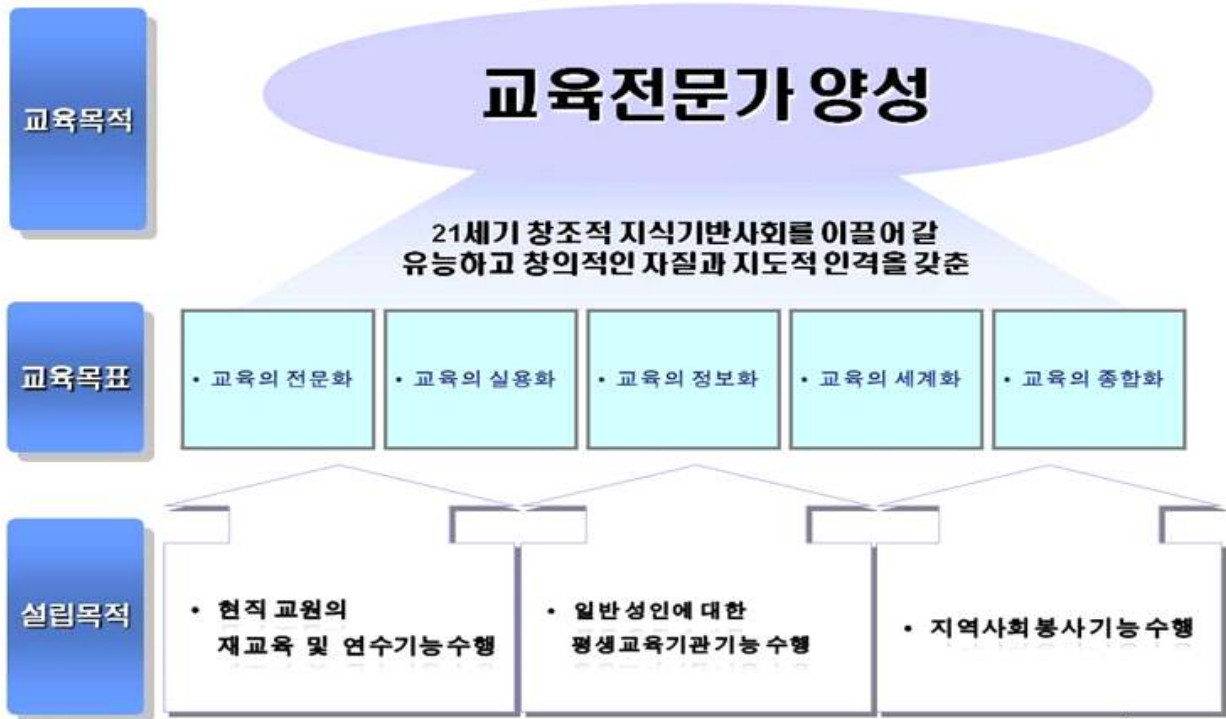 교육목적
교육전문가 양성
21세기 창조적 지식기반사회를 이끌어 갈
유능하고 창의적인 자질과 지도적 인격을 갖춘
교육목표
• 교육의 전문화
• 교육의 실용화
• 교육의 정보화
• 교육의 세계화
• 교육의 종합화
설립목적
• 현직 교원의
재교육 및 연수기능수행
• 일반 성인에 대한
평생교육기관기능 수행
• 지역사회 봉사기능 수행